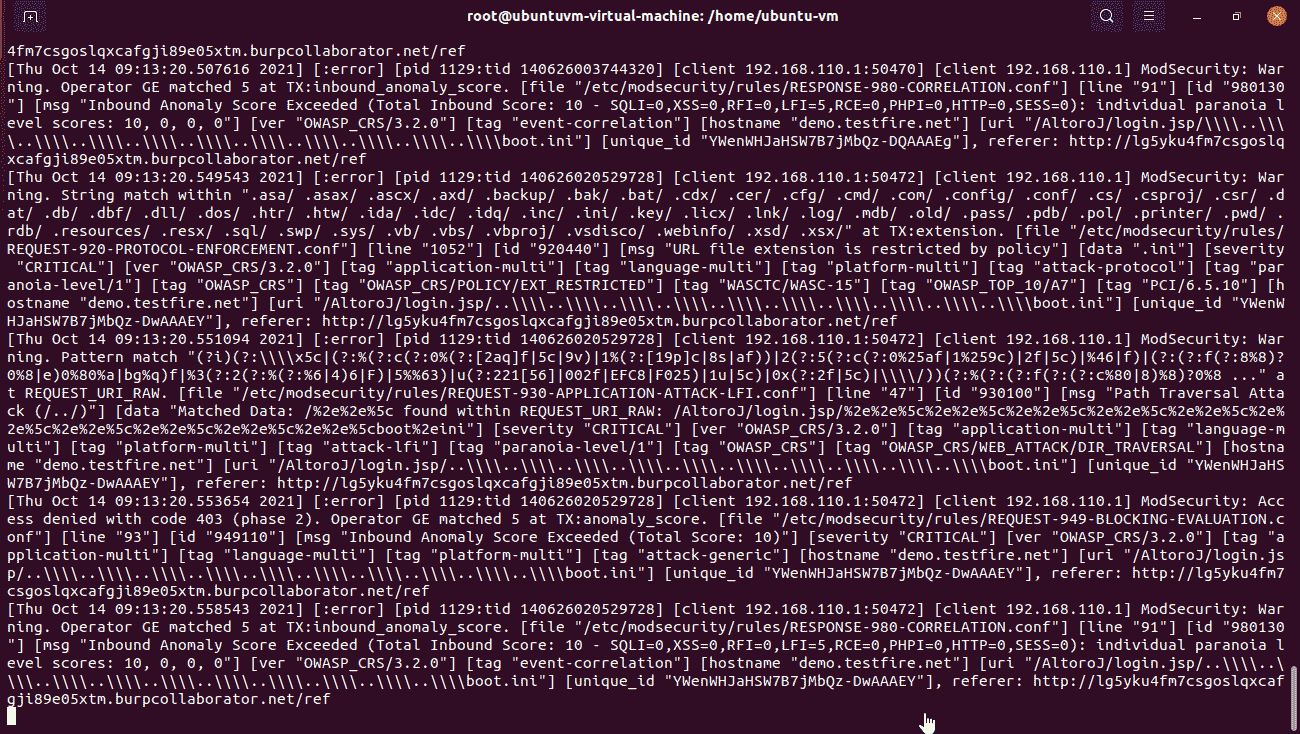 root@ubuntuvm-virtual-machine: /home/ubuntu-vm
4fm7csgoslqxcafgji89e05xtm.burpcollaborator.net/ref
[Thu Oct 14 09:13:20.507616 2021] [:error] [pid 1129:tid 140626003744320] [client 192.168.110.1:50470] [client 192.168.110.1] ModSecurity: War
ning. Operator GE matched 5 at TX:inbound_anomaly_score. [file "/etc/modsecurity/rules/RESPONSE-980-CORRELATION.conf"] [line "91"] [id "980130
"] [msg "Inbound Anomaly Score Exceeded (Total Inbound Score: 10 - SQLI=0,XSS=0,RFI=0,LFI=5,RCE=0,PHPI=0,HTTP=0,SESS=0): individual paranoia l
evel scores: 10, 0, 0, 0"] [ver "OWASP_CRS/3.2.0"] [tag "event-correlation"] [hostname "demo.testfire.net"] [uri "/AltoroJ/login.jsp/\\\\..\\\
\..\\\\..\\\\..\\\\..\\\\..\\\\..\\\\..\\\\..\\\\..\\\\boot.ini"] [unique_id "YWenWHJaHSW7B7jMbQz-DQAAAEg"], referer: http://lg5yku4fm7csgoslq
xcafgji89e05xtm.burpcollaborator.net/ref
[Thu Oct 14 09:13:20.549543 2021] [:error] [pid 1129:tid 140626020529728] [client 192.168.110.1:50472] [client 192.168.110.1] ModSecurity: War
ning. String match within ".asa/ .asax/ .ascx/ .axd/ .backup/ .bak/ .bat/ .cdx/ .cer/ .cfg/ .cmd/ .com/ .config/ .conf/ .cs/ .csproj/ .csr/ .d
at/ .db/ .dbf/ .dll/ .dos/ .htr/ .htw/ .ida/ .idc/ .idq/ .inc/ .ini/ .key/ .licx/ .lnk/ .log/ .mdb/ .old/ .pass/ .pdb/ .pol/ .printer/ .pwd/ .
rdb/ .resources/ .resx/ .sql/ .swp/ .sys/ .vb/ .vbs/ .vbproj/ .vsdisco/ .webinfo/ .xsd/ .xsx/" at TX:extension. [file "/etc/modsecurity/rules/
REQUEST-920-PROTOCOL-ENFORCEMENT.conf"] [line "1052"] [id "920440"] [msg "URL file extension is restricted by policy"] [data ".ini"] [severity
 "CRITICAL"] [ver "OWASP_CRS/3.2.0"] [tag "application-multi"] [tag "language-multi"] [tag "platform-multi"] [tag "attack-protocol"] [tag "par
anoia-level/1"] [tag "OWASP_CRS"] [tag "OWASP_CRS/POLICY/EXT_RESTRICTED"] [tag "WASCTC/WASC-15"] [tag "OWASP_TOP_10/A7"] [tag "PCI/6.5.10"] [h
ostname "demo.testfire.net"] [uri "/AltoroJ/login.jsp/..\\\\..\\\\..\\\\..\\\\..\\\\..\\\\..\\\\..\\\\..\\\\..\\\\boot.ini"] [unique_id "YWenW
HJaHSW7B7jMbQz-DwAAAEY"], referer: http://lg5yku4fm7csgoslqxcafgji89e05xtm.burpcollaborator.net/ref
[Thu Oct 14 09:13:20.551094 2021] [:error] [pid 1129:tid 140626020529728] [client 192.168.110.1:50472] [client 192.168.110.1] ModSecurity: War
ning. Pattern match "(?i)(?:\\\\x5c|(?:%(?:c(?:0%(?:[2aq]f|5c|9v)|1%(?:[19p]c|8s|af))|2(?:5(?:c(?:0%25af|1%259c)|2f|5c)|%46|f)|(?:(?:f(?:8%8)?
0%8|e)0%80%a|bg%q)f|%3(?:2(?:%(?:%6|4)6|F)|5%%63)|u(?:221[56]|002f|EFC8|F025)|1u|5c)|0x(?:2f|5c)|\\\\/))(?:%(?:(?:f(?:(?:c%80|8)%8)?0%8 ..." a
t REQUEST_URI_RAW. [file "/etc/modsecurity/rules/REQUEST-930-APPLICATION-ATTACK-LFI.conf"] [line "47"] [id "930100"] [msg "Path Traversal Atta
ck (/../)"] [data "Matched Data: /%2e%2e%5c found within REQUEST_URI_RAW: /AltoroJ/login.jsp/%2e%2e%5c%2e%2e%5c%2e%2e%5c%2e%2e%5c%2e%2e%5c%2e%
2e%5c%2e%2e%5c%2e%2e%5c%2e%2e%5c%2e%2e%5cboot%2eini"] [severity "CRITICAL"] [ver "OWASP_CRS/3.2.0"] [tag "application-multi"] [tag "language-m
ulti"] [tag "platform-multi"] [tag "attack-lfi"] [tag "paranoia-level/1"] [tag "OWASP_CRS"] [tag "OWASP_CRS/WEB_ATTACK/DIR_TRAVERSAL"] [hostna
me "demo.testfire.net"] [uri "/AltoroJ/login.jsp/..\\\\..\\\\..\\\\..\\\\..\\\\..\\\\..\\\\..\\\\..\\\\..\\\\boot.ini"] [unique_id "YWenWHJaHS
W7B7jMbQz-DwAAAEY"], referer: http://lg5yku4fm7csgoslqxcafgji89e05xtm.burpcollaborator.net/ref
[Thu Oct 14 09:13:20.553654 2021] [:error] [pid 1129:tid 140626020529728] [client 192.168.110.1:50472] [client 192.168.110.1] ModSecurity: Acc
ess denied with code 403 (phase 2). Operator GE matched 5 at TX:anomaly_score. [file "/etc/modsecurity/rules/REQUEST-949-BLOCKING-EVALUATION.c
onf"] [line "93"] [id "949110"] [msg "Inbound Anomaly Score Exceeded (Total Score: 10)"] [severity "CRITICAL"] [ver "OWASP_CRS/3.2.0"] [tag "a
pplication-multi"] [tag "language-multi"] [tag "platform-multi"] [tag "attack-generic"] [hostname "demo.testfire.net"] [uri "/AltoroJ/login.js
p/..\\\\..\\\\..\\\\..\\\\..\\\\..\\\\..\\\\..\\\\..\\\\..\\\\boot.ini"] [unique_id "YWenWHJaHSW7B7jMbQz-DwAAAEY"], referer: http://lg5yku4fm7
csgoslqxcafgji89e05xtm.burpcollaborator.net/ref
[Thu Oct 14 09:13:20.558543 2021] [:error] [pid 1129:tid 140626020529728] [client 192.168.110.1:50472] [client 192.168.110.1] ModSecurity: War
ning. Operator GE matched 5 at TX:inbound_anomaly_score. [file "/etc/modsecurity/rules/RESPONSE-980-CORRELATION.conf"] [line "91"] [id "980130
"] [msg "Inbound Anomaly Score Exceeded (Total Inbound Score: 10 - SQLI=0,XSS=0,RFI=0,LFI=5,RCE=0,PHPI=0,HTTP=0,SESS=0): individual paranoia l
evel scores: 10, 0, 0, 0"] [ver "OWASP_CRS/3.2.0"] [tag "event-correlation"] [hostname "demo.testfire.net"] [uri "/AltoroJ/login.jsp/..\\\\..\
\\\..\\\\..\\\\..\\\\..\\\\..\\\\..\\\\..\\\\..\\\\boot.ini"] [unique_id "YWenWHJaHSW7B7jMbQz-DwAAAEY"], referer: http://lg5yku4fm7csgoslqxcaf
gji89e05xtm.burpcollaborator.net/ref